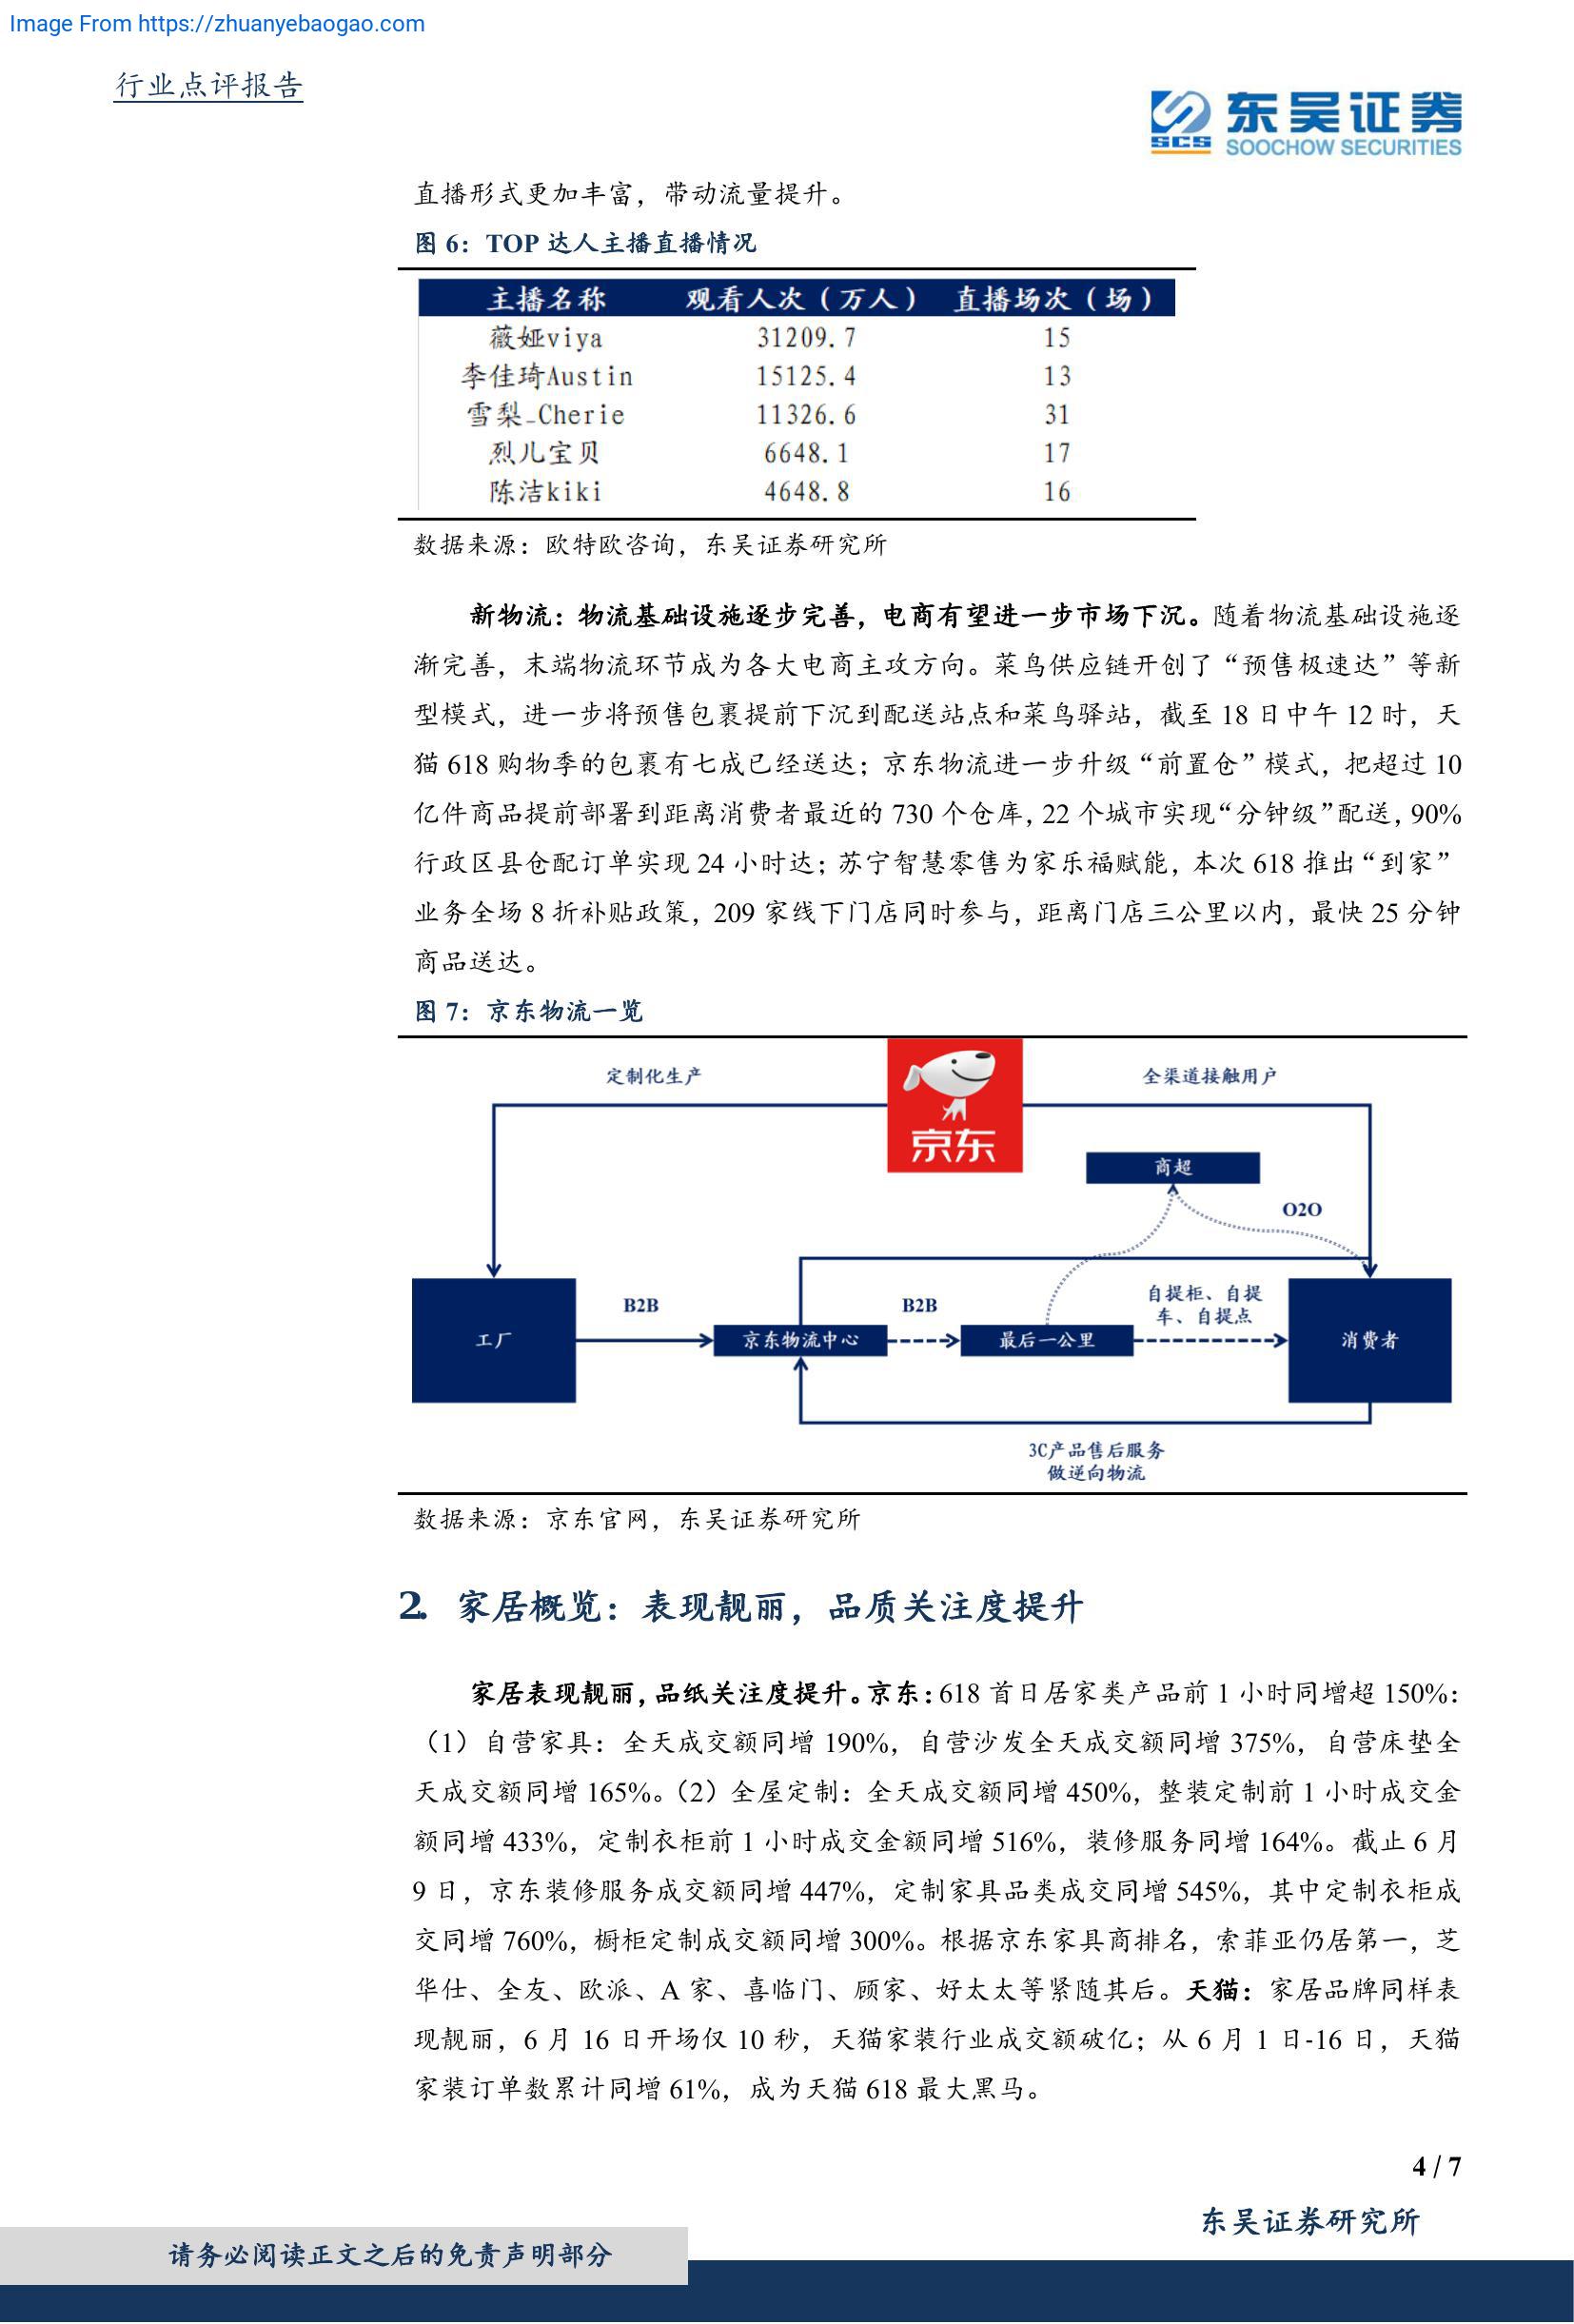 Image From https://zhuanyebaogao.com
行业点评报告
东吴证券
SCS
SOOCHOW SECURITIES
直播形式更加丰富，带动流量提升。
图 6：TOP 达人主播直播情况
主播名称 观看人次（万人） 直播场次（场）
薇娅viya 31209.7 15
李佳琦Austin 15125.4 13
雪梨_Cherie 11326.6 31
烈儿宝贝 6648.1 17
陈洁kiki 4648.8 16
数据来源：欧特欧咨询，东吴证券研究所
新物流：物流基础设施逐步完善，电商有望进一步市场下沉。随着物流基础设施逐
渐完善，末端物流环节成为各大电商主攻方向。菜鸟供应链开创了“预售极速达”等新
型模式，进一步将预售包裹提前下沉到配送站点和菜鸟驿站，截至 18 日中午 12 时，天
猫 618 购物季的包裹有七成已经送达；京东物流进一步升级“前置仓”模式，把超过 10
亿件商品提前部署到距离消费者最近的 730 个仓库，22 个城市实现“分钟级”配送，90%
行政区县仓配订单实现 24 小时达；苏宁智慧零售为家乐福赋能，本次 618 推出“到家”
业务全场 8 折补贴政策，209 家线下门店同时参与，距离门店三公里以内，最快 25 分钟
商品送达。
图 7：京东物流一览
定制化生产
京东
全渠道接触用户
商超
O2O
工厂
B2B
京东物流中心
B2B
最后一公里
自提柜、自提
车、自提点
消费者
3C产品售后服务
做逆向物流
数据来源：京东官网，东吴证券研究所
2. 家居概览：表现靓丽，品质关注度提升
家居表现靓丽，品纸关注度提升。京东：618 首日居家类产品前 1 小时同增超 150%：
（1）自营家具：全天成交额同增 190%，自营沙发全天成交额同增 375%，自营床垫全
天成交额同增 165%。（2）全屋定制：全天成交额同增 450%，整装定制前 1 小时成交金
额同增 433%，定制衣柜前 1 小时成交金额同增 516%，装修服务同增 164%。截止 6 月
9 日，京东装修服务成交额同增 447%，定制家具品类成交同增 545%，其中定制衣柜成
交同增 760%，橱柜定制成交额同增 300%。根据京东家具商排名，索菲亚仍居第一，芝
华仕、全友、欧派、A 家、喜临门、顾家、好太太等紧随其后。天猫：家居品牌同样表
现靓丽，6 月 16 日开场仅 10 秒，天猫家装行业成交额破亿；从 6 月 1 日-16 日，天猫
家装订单数累计同增 61%，成为天猫 618 最大黑马。
4 / 7
东吴证券研究所
请务必阅读正文之后的免责声明部分